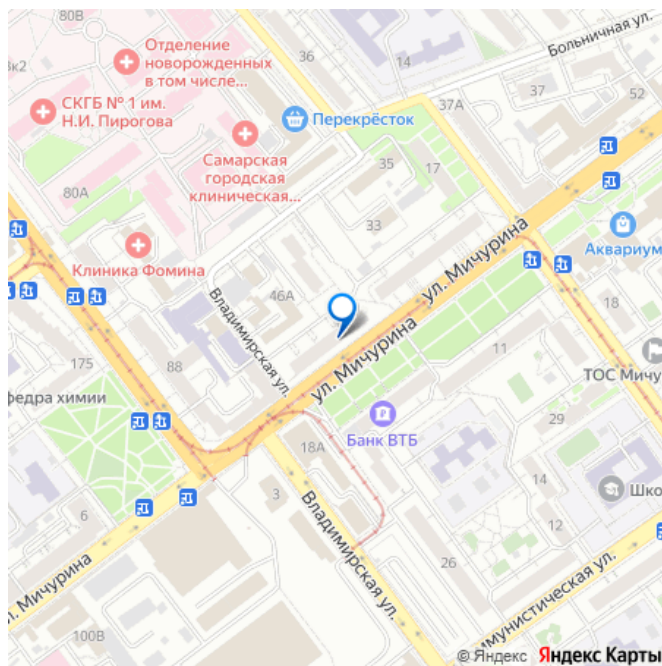 80В
36
14
Больничная ул.
8к2
Отделение
новорожденных
в том числе...
37А
37
52
СКГБ № 1 им.
Н.И. Пирогова
Перекрёсток
Самарская
городская
клиническая...
35
17
80А
33
ул. Мичурина
Аквариум
Клиника Фомина
46А
Владимирская ул.
18
175
88
ул. Мичурина
11
ТОС Мичу
федра химии
Банк ВТБ
18А
29
14
Шко
3
6
12
Владимирская ул.
26
л. Мичурина
ммунистическая ул.
100В
© Яндекс Яндекс Карты